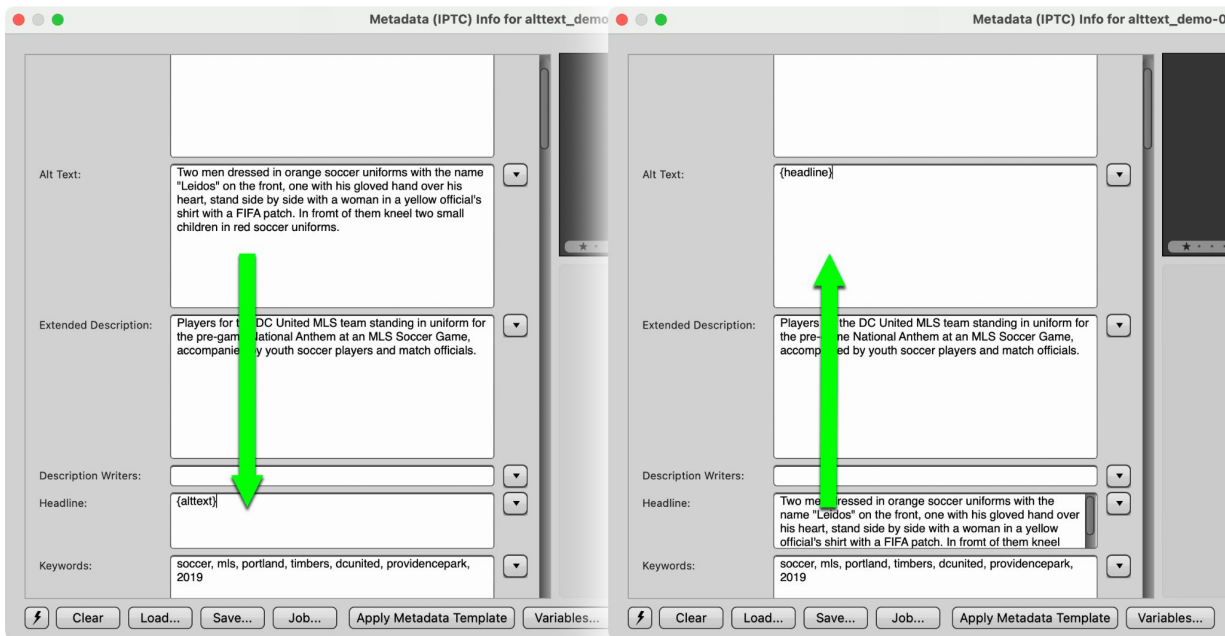 Metadata (IPTC) Info for alttext_demo
Alt Text:
Two men dressed in orange soccer uniforms with the name
"Leidos" on the front, one with his gloved hand over his
heart, stand side by side with a woman in a yellow official's
shirt with a FIFA patch. In fromt of them kneel two small
children in red soccer uniforms.
Extended Description:
Players for DC United MLS team standing in uniform for
the National Anthem at an MLS Soccer Game,
youth soccer players and match officials.
Description Writers:
Headline:
{alttext}
Keywords:
soccer, mls, portland, timbers, dcunited, providencepark,
2019
Clear Load... Save... Job... Apply Metadata Template Variables...
Metadata (IPTC) Info for alttext_demo-0
Alt Text:
{headline}
Extended Description:
Players the DC United MLS team standing in uniform for
the National Anthem at an MLS Soccer Game,
by youth soccer players and match officials.
Description Writers:
Headline:
Two men dressed in orange soccer uniforms with the
name "Leidos" on the front, one with his gloved hand over
his heart, stand side by side with a woman in a yellow
official's shirt with a FIFA patch. In fromt of them kneel
Keywords:
soccer, mls, portland, timbers, dcunited, providencepark,
2019
Clear Load... Save... Job... Apply Metadata Template Variables...